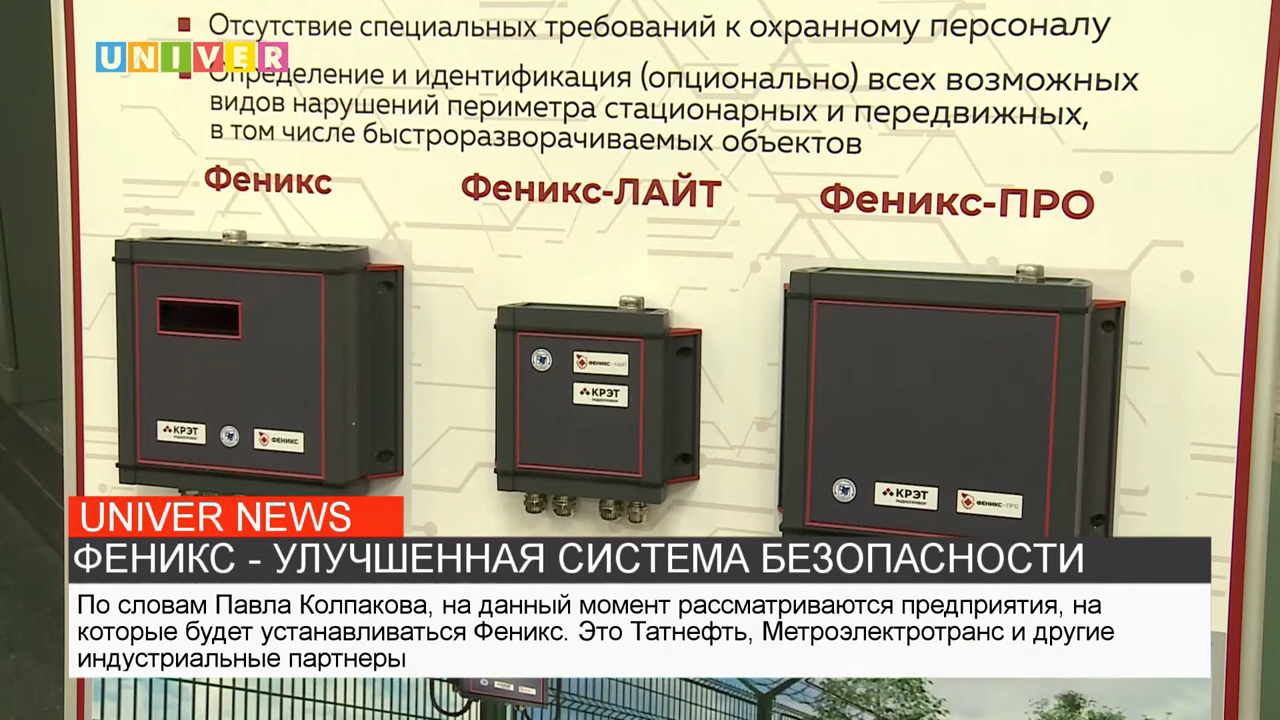 Отсутствие специальных требований к охранному персоналу
UNIVER
Определение и идентификация (опционально) всех возможных
видов нарушений периметра стационарных и передвижных,
в том числе быстроразворачиваемых объектов
Феникс
Феникс-ЛАЙТ
Феникс-ПРО
ФЕНИКС-ЛАЙТ
КРЭТ
РАДИОПРИБОР
КРЭТ
РАДИОПРИБОР
ФЕНИКС
КРЭТ
РАДИОПРИБОР
ФЕНИКС-ПРО
UNIVER NEWS
ФЕНИКС - УЛУЧШЕННАЯ СИСТЕМА БЕЗОПАСНОСТИ
По словам Павла Колпакова, на данный момент рассматриваются предприятия, на
которые будет устанавливаться Феникс. Это Татнефть, Метроэлектротранс и другие
индустриальные партнеры